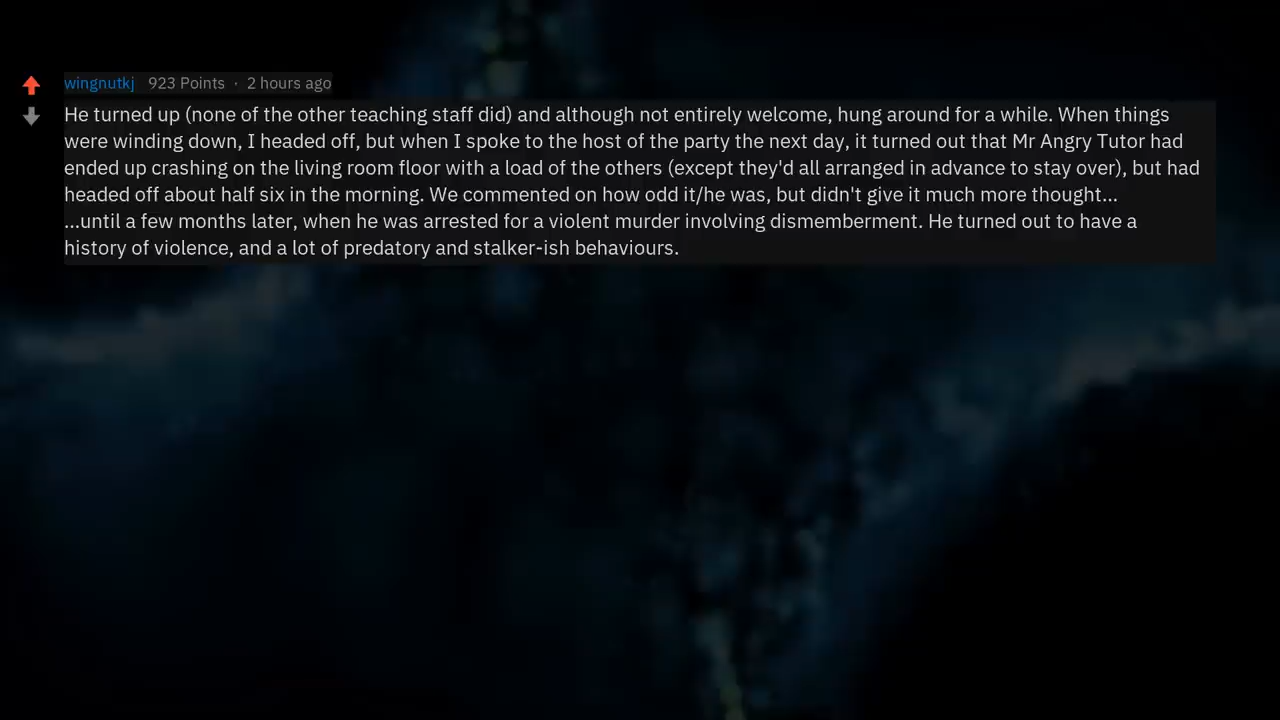 wingnutkj 923 Points · 2 hours ago
He turned up (none of the other teaching staff did) and although not entirely welcome, hung around for a while. When things
were winding down, I headed off, but when I spoke to the host of the party the next day, it turned out that Mr Angry Tutor had
ended up crashing on the living room floor with a load of the others (except they'd all arranged in advance to stay over), but had
headed off about half six in the morning. We commented on how odd it/he was, but didn't give it much more thought...
...until a few months later, when he was arrested for a violent murder involving dismemberment. He turned out to have a
history of violence, and a lot of predatory and stalker-ish behaviours.